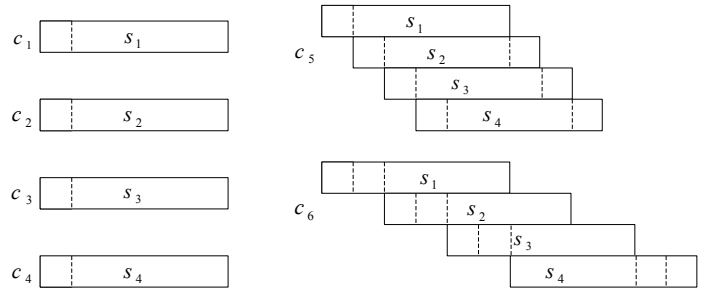 c₁ s₁
c₂ s₂
c₃ s₃
c₄ s₄
c₅ s₁
s₂
s₃
s₄
c₆ s₁
s₂
s₃
s₄